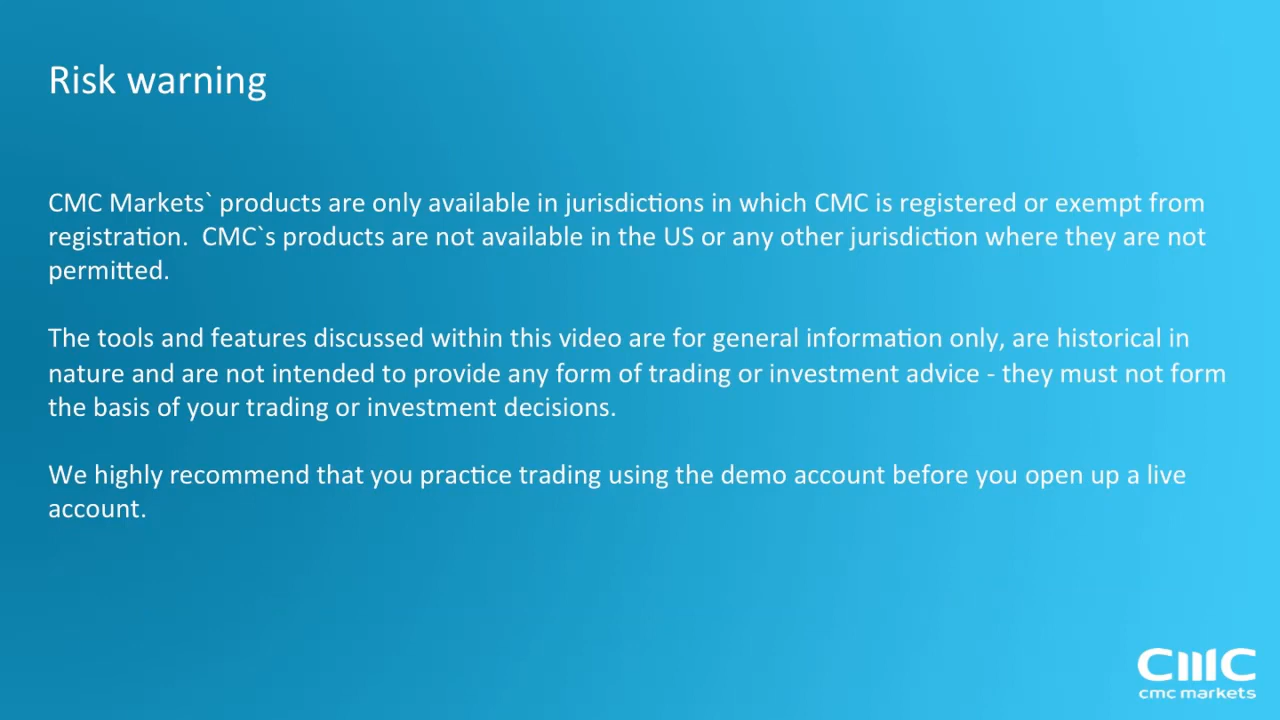 Risk warning
CMC Markets` products are only available in jurisdictions in which CMC is registered or exempt from
registration.  CMC`s products are not available in the US or any other jurisdiction where they are not
permitted.
The tools and features discussed within this video are for general information only, are historical in
nature and are not intended to provide any form of trading or investment advice - they must not form
the basis of your trading or investment decisions.
We highly recommend that you practice trading using the demo account before you open up a live
account.
CMC
cmc markets